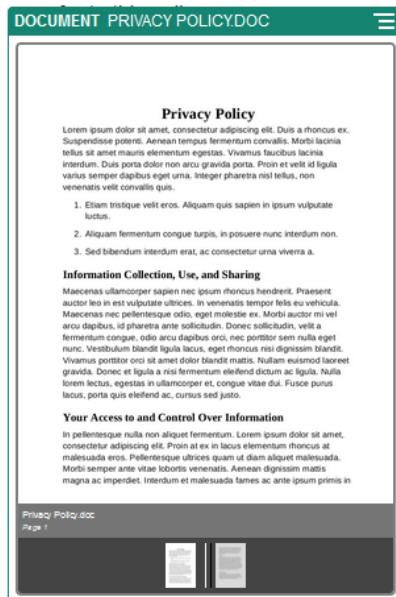 DOCUMENT PRIVACY POLICY.DOC
Privacy Policy
Lorem ipsum dolor sit amet, consectetur adipiscing elit. Duis a rhoncus ex.
Suspendisse potenti. Aenean tempus fermentum convallis. Morbi lacinia
tellus sit amet mauris elementum egestas. Vivamus faucibus lacinia
interdum. Duis porta dolor non arcu gravida porta. Proin et velit id ligula
varius semper dapibus eget urna. Integer pharetra nisl tellus, non
venenatis velit convallis quis.
1. Etiam tristique velit eros. Aliquam quis sapien in ipsum vulputate
luctus.
2. Aliquam fermentum congue turpis, in posuere nunc interdum non.
3. Sed bibendum interdum erat, ac consectetur urna viverra a.
Information Collection, Use, and Sharing
Maecenas ullamcorper sapien nec ipsum rhoncus hendrerit. Praesent
auctor leo in est vulputate ultrices. In venenatis tempor felis eu vehicula.
Maecenas nec pellentesque odio, eget molestie ex. Morbi auctor mi vel
arcu dapibus, id pharetra ante sollicitudin. Donec sollicitudin, velit a
fermentum congue, odio arcu dapibus orci, nec porttitor sem nulla eget
nunc. Vestibulum blandit ligula lacus, eget rhoncus nisi dignissim blandit.
Vivamus porttitor orci sit amet dolor blandit mattis. Nullam euismod laoreet
gravida. Donec et ligula a nisi fermentum eleifend dictum ac ligula. Nulla
lorem lectus, egestas in ullamcorper et, congue vitae dui. Fusce purus
lacus, porta quis eleifend ac, cursus sed justo.
Your Access to and Control Over Information
In pellentesque nulla non aliquet fermentum. Lorem ipsum dolor sit amet,
consectetur adipiscing elit. Proin at ex in lacus elementum rhoncus at
malesuada eros. Pellentesque ultrices quam ut diam aliquet malesuada.
Morbi semper ante vitae lobortis venenatis. Aenean dignissim mattis
magna ac imperdiet. Interdum et malesuada fames ac ante ipsum primis in
Privacy Policy.doc
Page 1